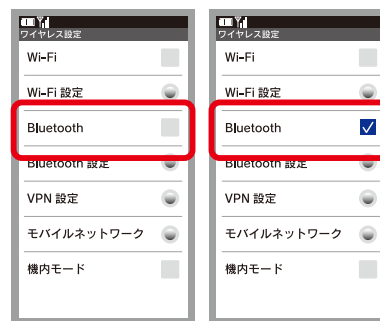 ワイヤレス設定
Wi-Fi
Wi-Fi 設定
Bluetooth
Bluetooth 設定
VPN 設定
モバイルネットワーク
機内モード
ワイヤレス設定
Wi-Fi
Wi-Fi 設定
Bluetooth
Bluetooth 設定
VPN 設定
モバイルネットワーク
機内モード